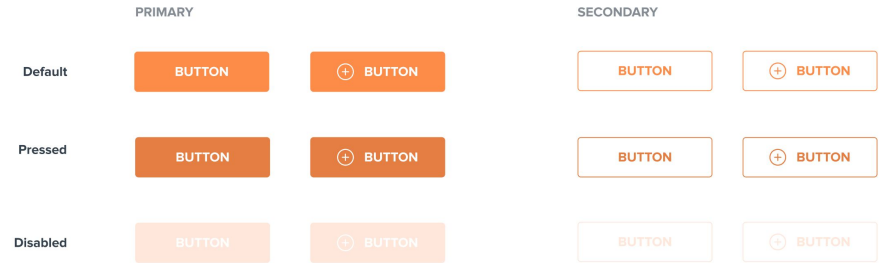 PRIMARY SECONDARY
Default BUTTON BUTTON BUTTON BUTTON
Pressed BUTTON BUTTON BUTTON BUTTON
Disabled BUTTON BUTTON BUTTON BUTTON